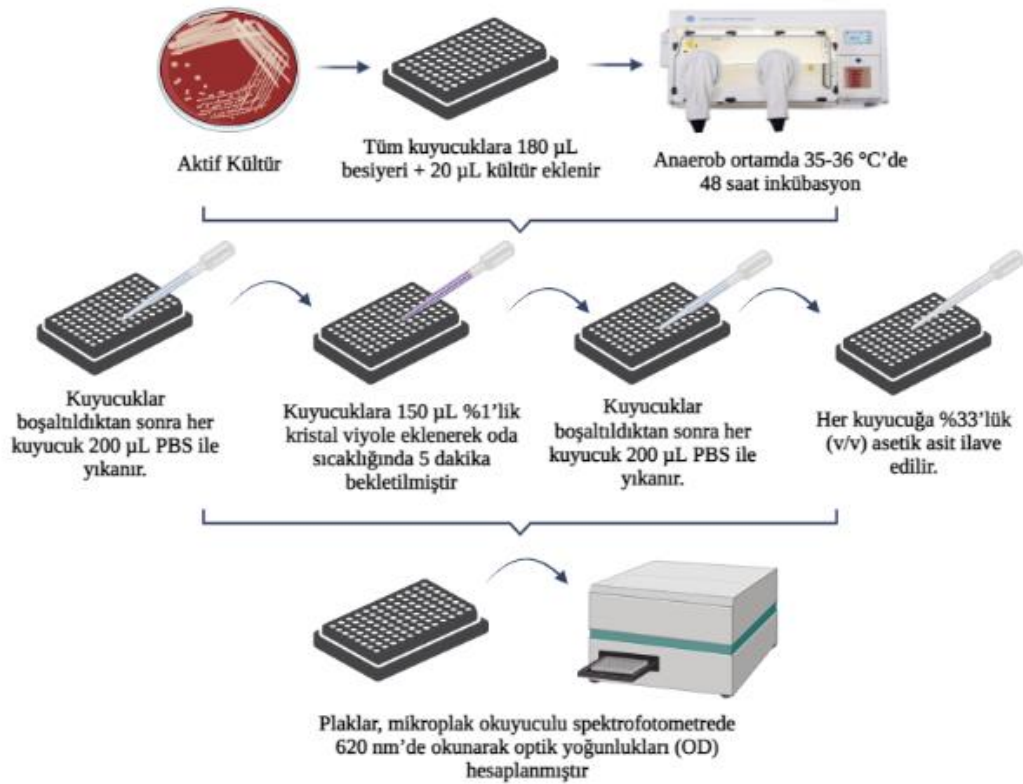 Aktif Kültür
Tüm kuyucuklara 180 µL
besiyeri + 20 µL kültür eklenir
Anaerob ortamda 35-36 °C'de
48 saat inkübasyon
Kuyucuklar
boşaltıldıktan sonra her
kuyucuk 200 µL PBS ile
yıkanır.
Kuyucuklara 150 µL %1'lik
kristal viyole eklenerek oda
sıcaklığında 5 dakika
bekletilmiştir
Kuyucuklar
boşaltıldıktan sonra her
kuyucuk 200 µL PBS ile
yıkanır.
Her kuyucuğa %33'lük
(v/v) asetik asit ilave
edilir.
Plaklar, mikroplak okuyuculu spektrofotometrede
620 nm'de okunarak optik yoğunlukları (OD)
hesaplanmıştır